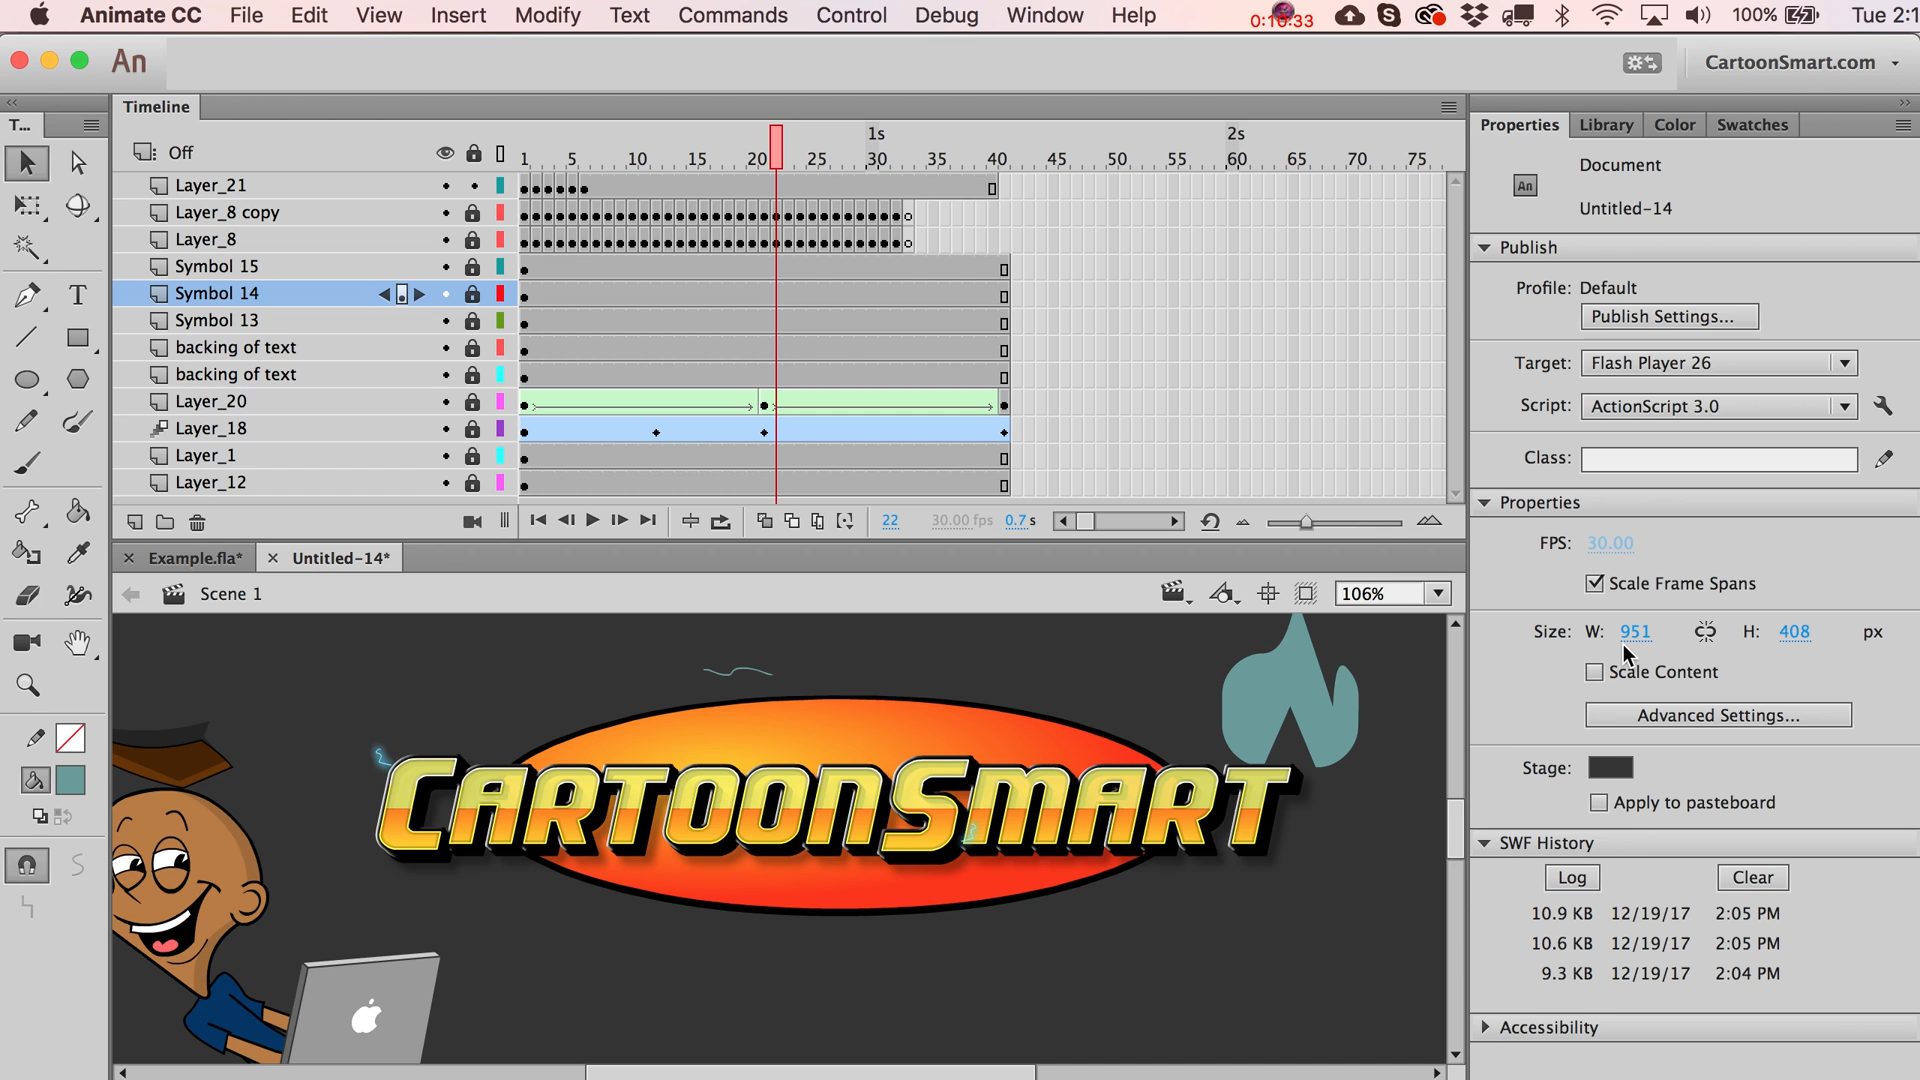 Animate CC File Edit View Insert Modify Text Commands Control Debug Window Help 0:10:33 100% Tue 2:1
An CartoonSmart.com
Timeline
T...
Properties Library Color Swatches
Off
1s 2s
1 5 10 15 20 25 30 35 40 45 50 55 60 65 70 75
Layer_21
Layer_8 copy
Layer_8
Symbol 15
Symbol 14
Symbol 13
backing of text
backing of text
Layer_20
Layer_18
Layer_1
Layer_12
22 30.00 fps 0.7 s
Example.fla* Untitled-14*
Scene 1 106%
CARTOONSMART
Document
An
Untitled-14
Publish
Profile: Default
Publish Settings...
Target: Flash Player 26
Script: ActionScript 3.0
Class:
Properties
FPS: 30.00
Scale Frame Spans
Size: W: 951 H: 408 px
Scale Content
Advanced Settings...
Stage:
Apply to pasteboard
SWF History
Log Clear
10.9 KB 12/19/17 2:05 PM
10.6 KB 12/19/17 2:05 PM
9.3 KB 12/19/17 2:04 PM
Accessibility